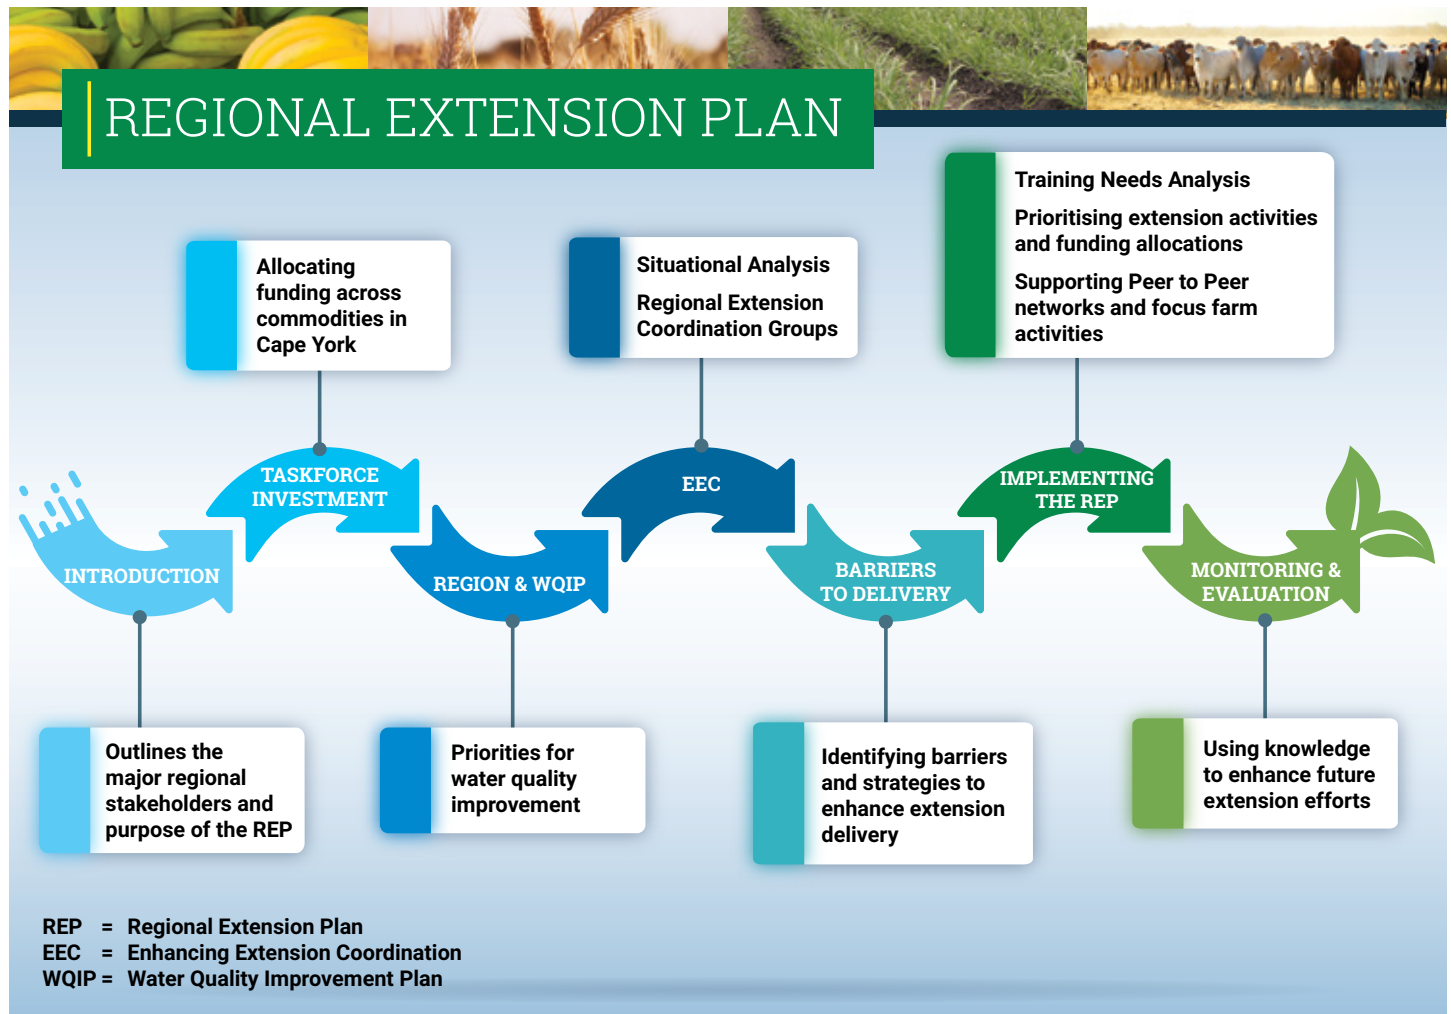 REGIONAL EXTENSION PLAN
Training Needs Analysis
Prioritising extension activities
and funding allocations
Supporting Peer to Peer
networks and focus farm
activities
Allocating
funding across
commodities in
Cape York
Situational Analysis
Regional Extension
Coordination Groups
INTRODUCTION
TASKFORCE
INVESTMENT
REGION & WQIP
EEC
BARRIERS
TO DELIVERY
IMPLEMENTING
THE REP
MONITORING &
EVALUATION
Outlines the
major regional
stakeholders and
purpose of the REP
Priorities for
water quality
improvement
Identifying barriers
and strategies to
enhance extension
delivery
Using knowledge
to enhance future
extension efforts
REP = Regional Extension Plan
EEC = Enhancing Extension Coordination
WQIP = Water Quality Improvement Plan